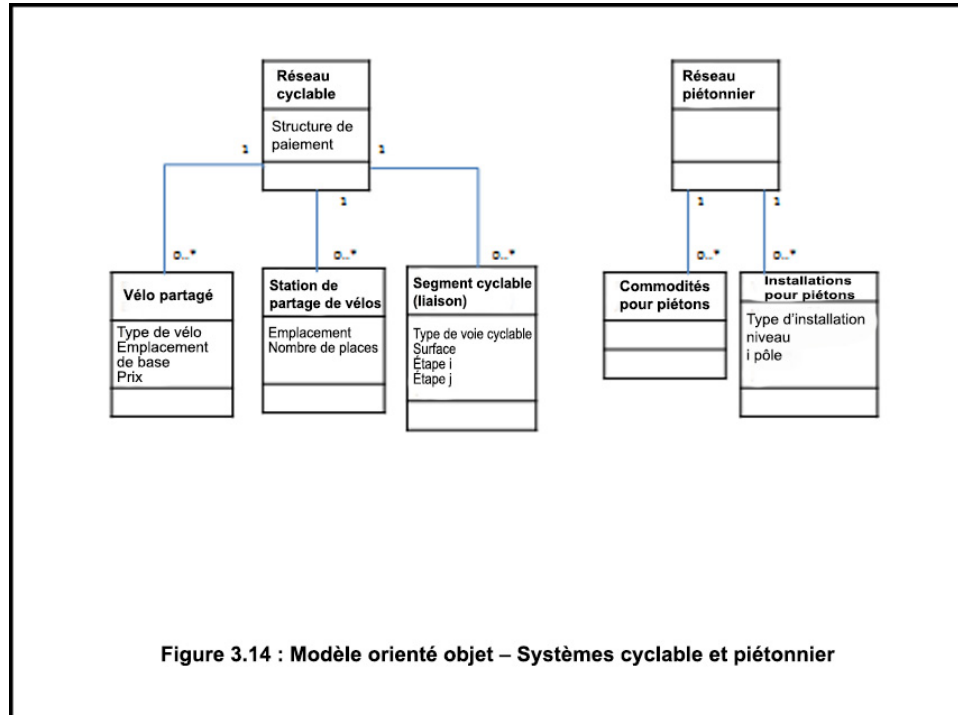 Réseau
cyclable
Structure de
paiement
1
1
1
0..*
0..*
0..*
Vélo partagé
Type de vélo
Emplacement
de base
Prix
Station de
partage de vélos
Emplacement
Nombre de places
Segment cyclable
(liaison)
Type de voie cyclable
Surface
Étape i
Étape j
Réseau
piétonnier
1
1
0..*
0..*
Commodités
pour piétons
Installations
pour piétons
Type d'installation
niveau
i pôle
Figure 3.14 : Modèle orienté objet – Systèmes cyclable et piétonnier